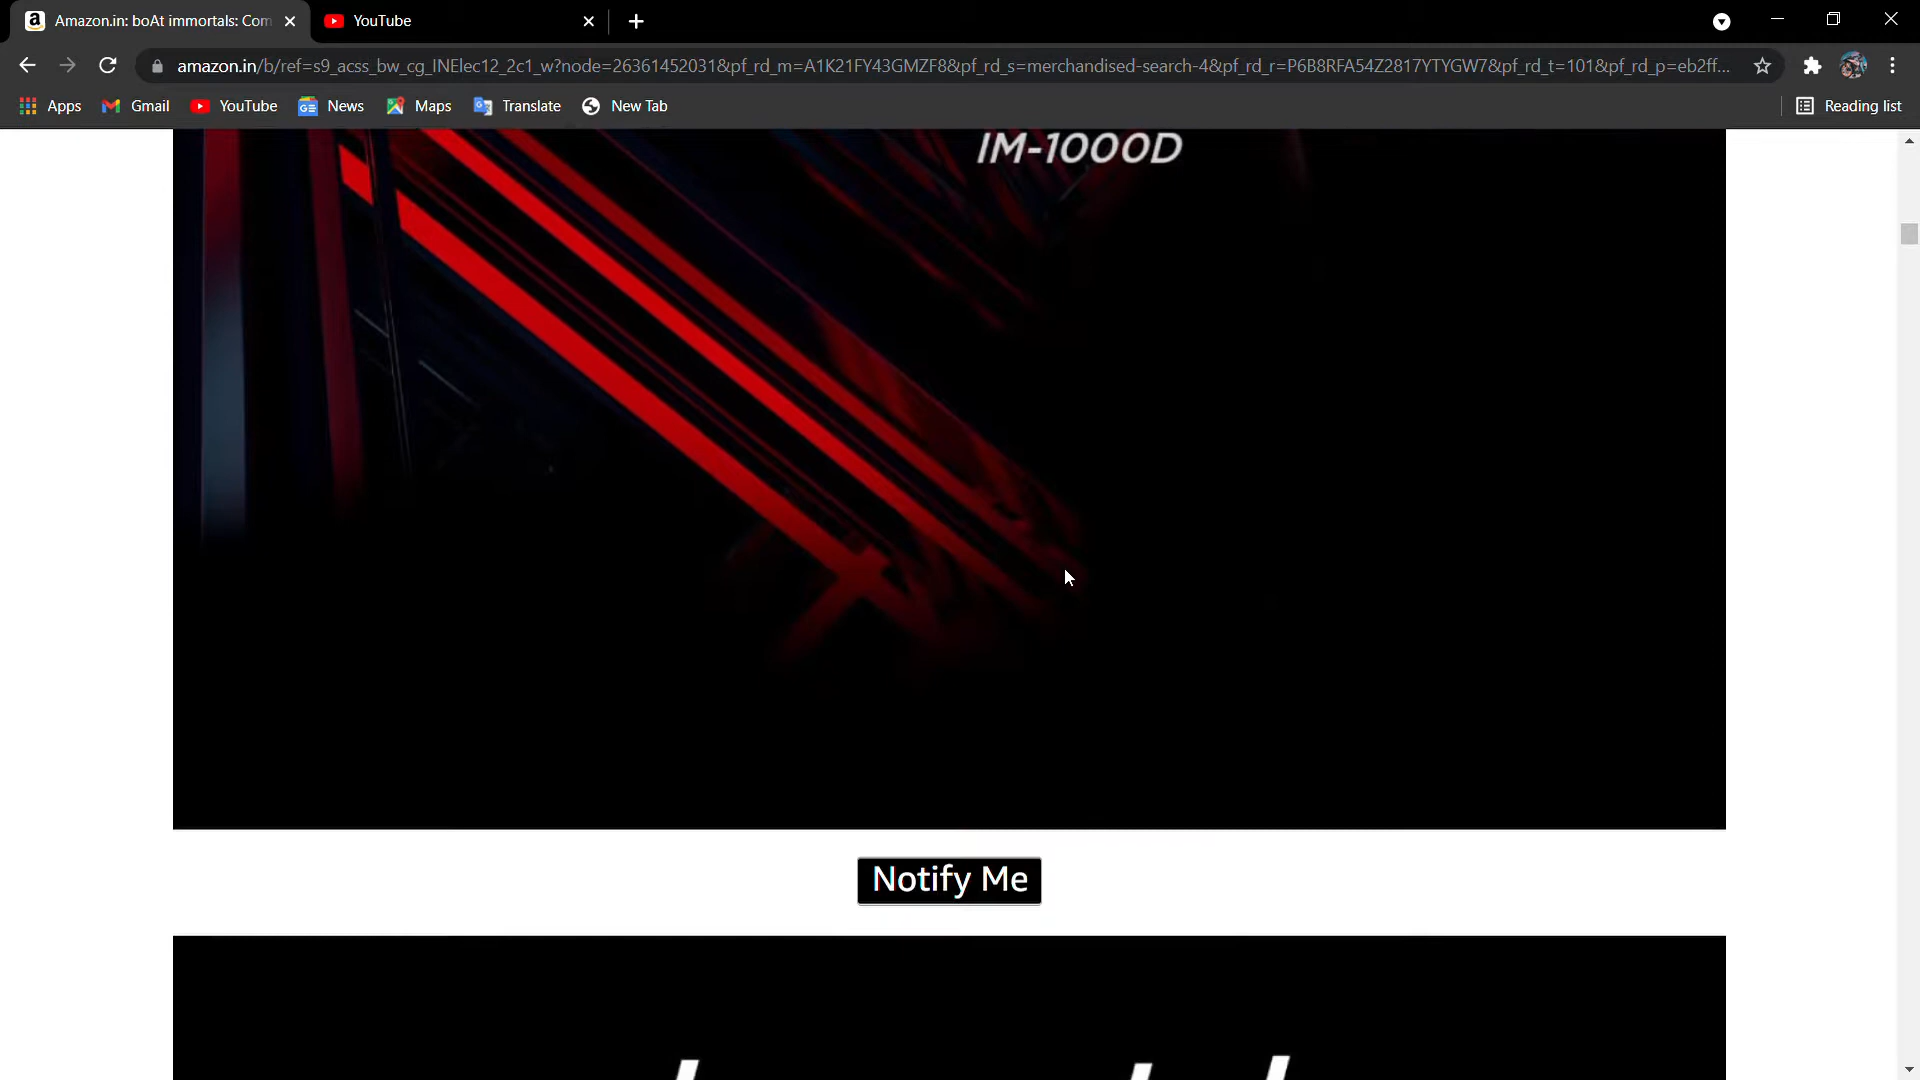 Amazon.in: boAt immortals: Com
YouTube
amazon.in/b/ref=s9_acss_bw_cg_INElec12_2c1_w?node=26361452031&pf_rd_m=A1K21FY43GMZF8&pf_rd_s=merchandised-search-4&pf_rd_r=P6B8RFA54Z2817YTYGW7&pf_rd_t=101&pf_rd_p=eb2ff...
Apps Gmail YouTube News Maps Translate New Tab Reading list
IM-1000D
Notify Me